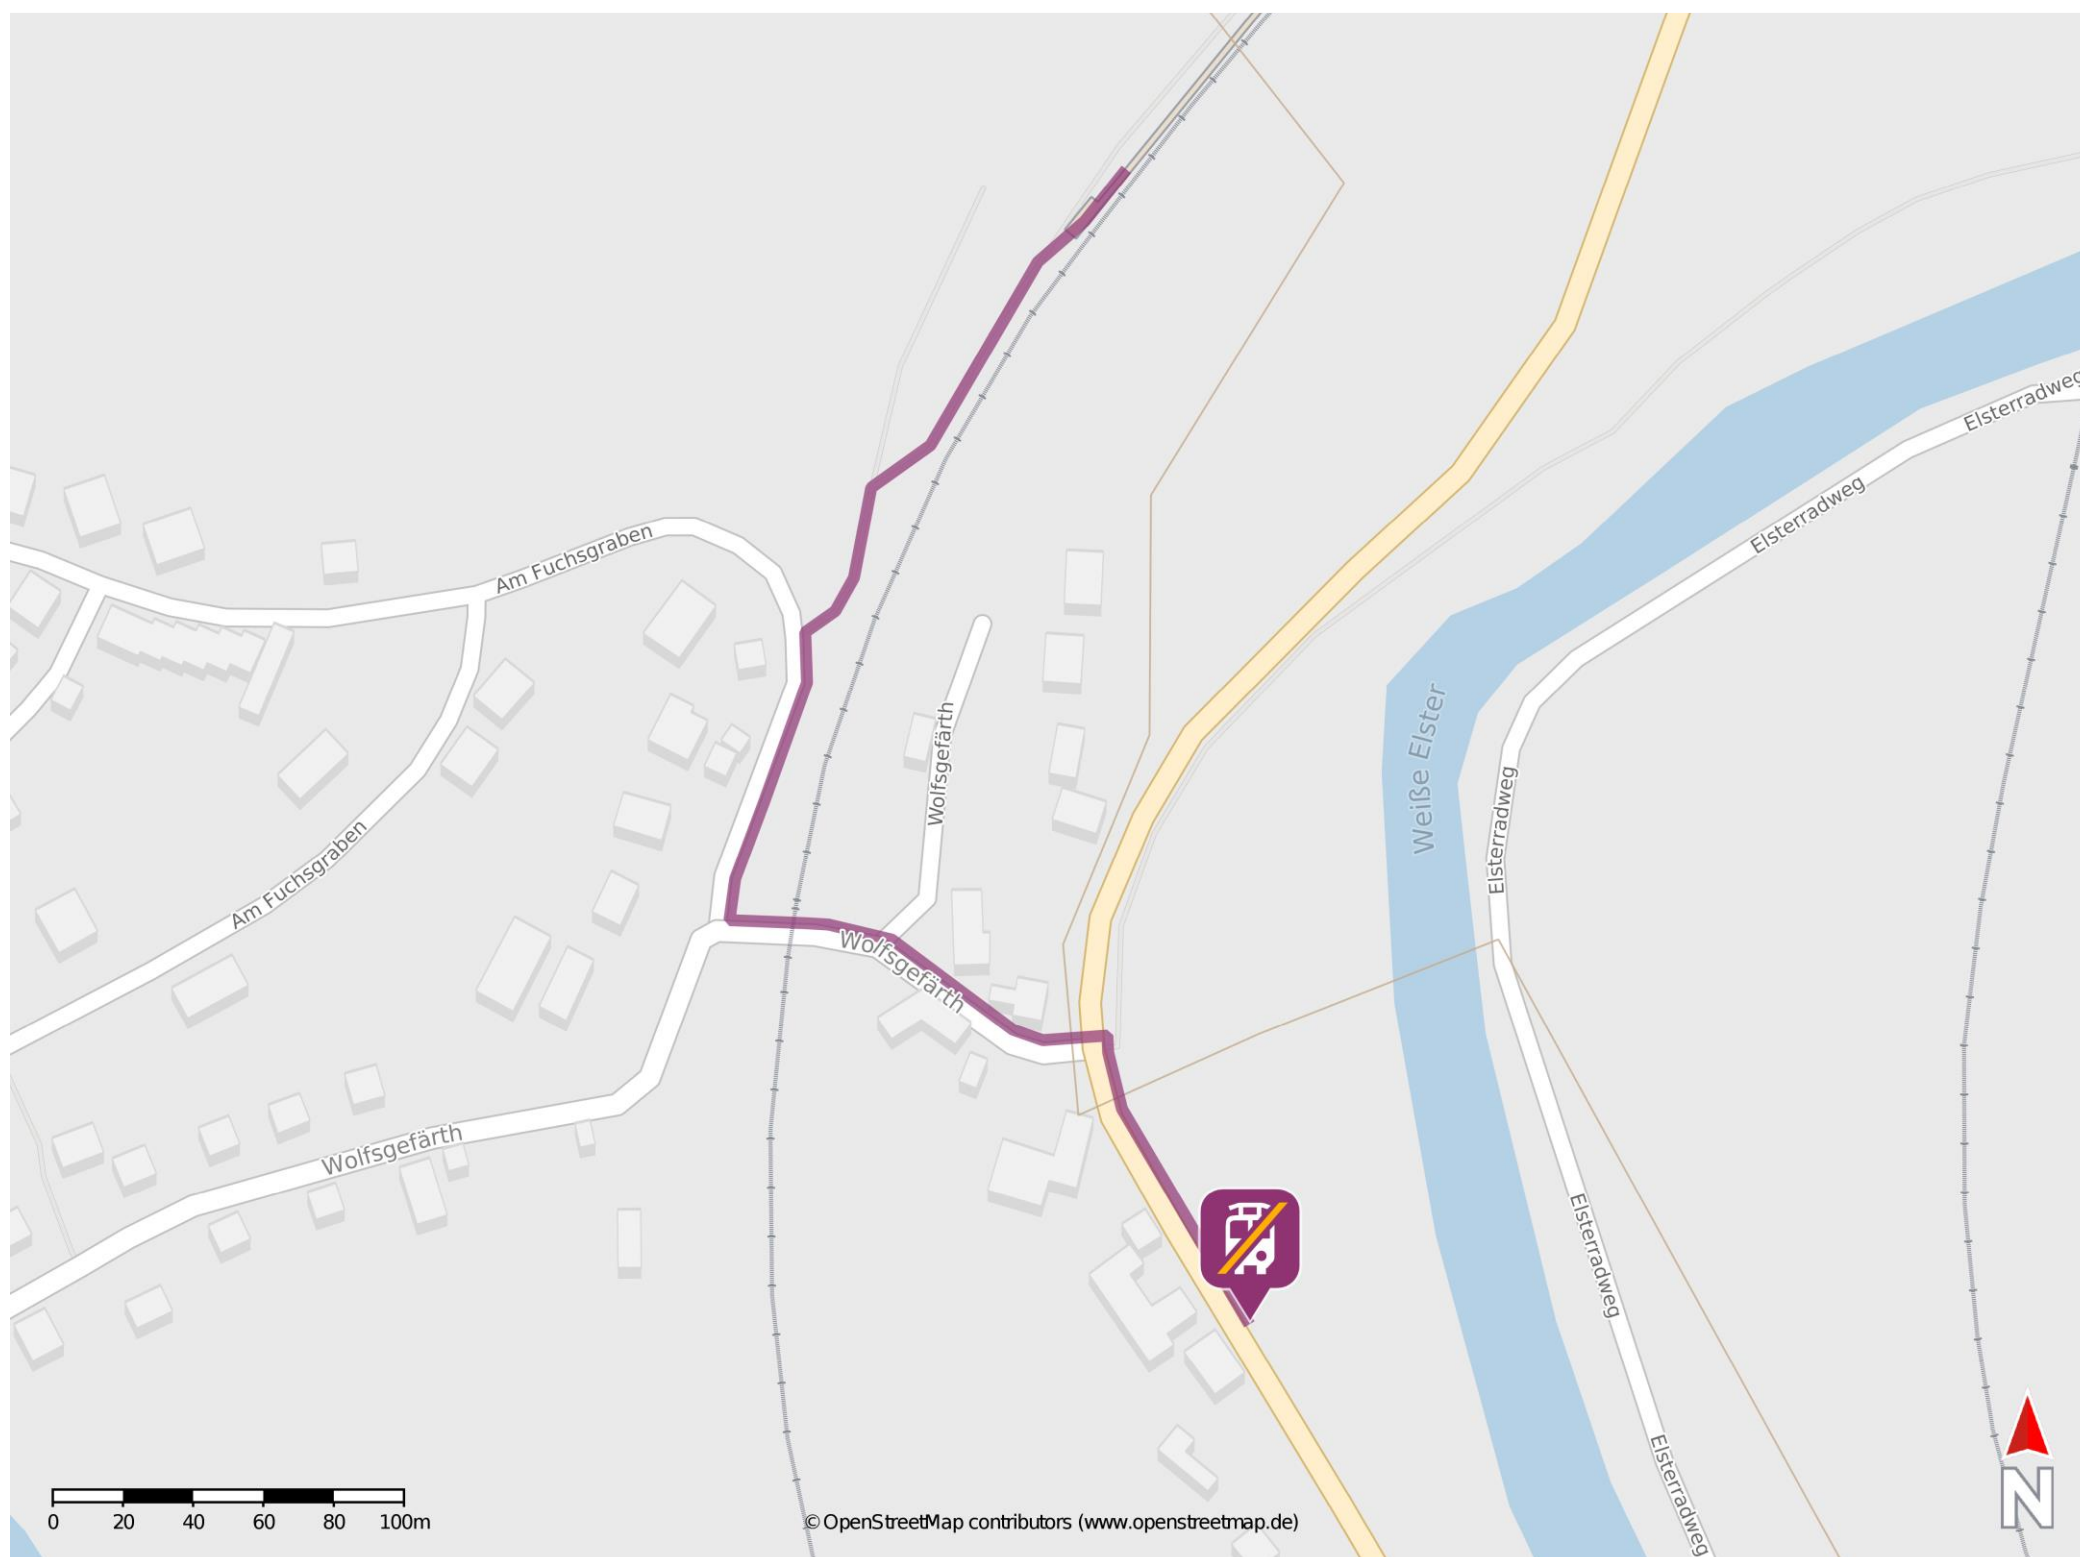 Elsterradweg
Elsterradweg
Am Fuchsgraben
Weiße Elster
Wolfsgefärth
Elsterradweg
Am Fuchsgraben
Wolfsgefärth
Wolfsgefärth
Elsterradweg
Elsterradweg
N
0 20 40 60 80 100m
© OpenStreetMap contributors (www.openstreetmap.de)